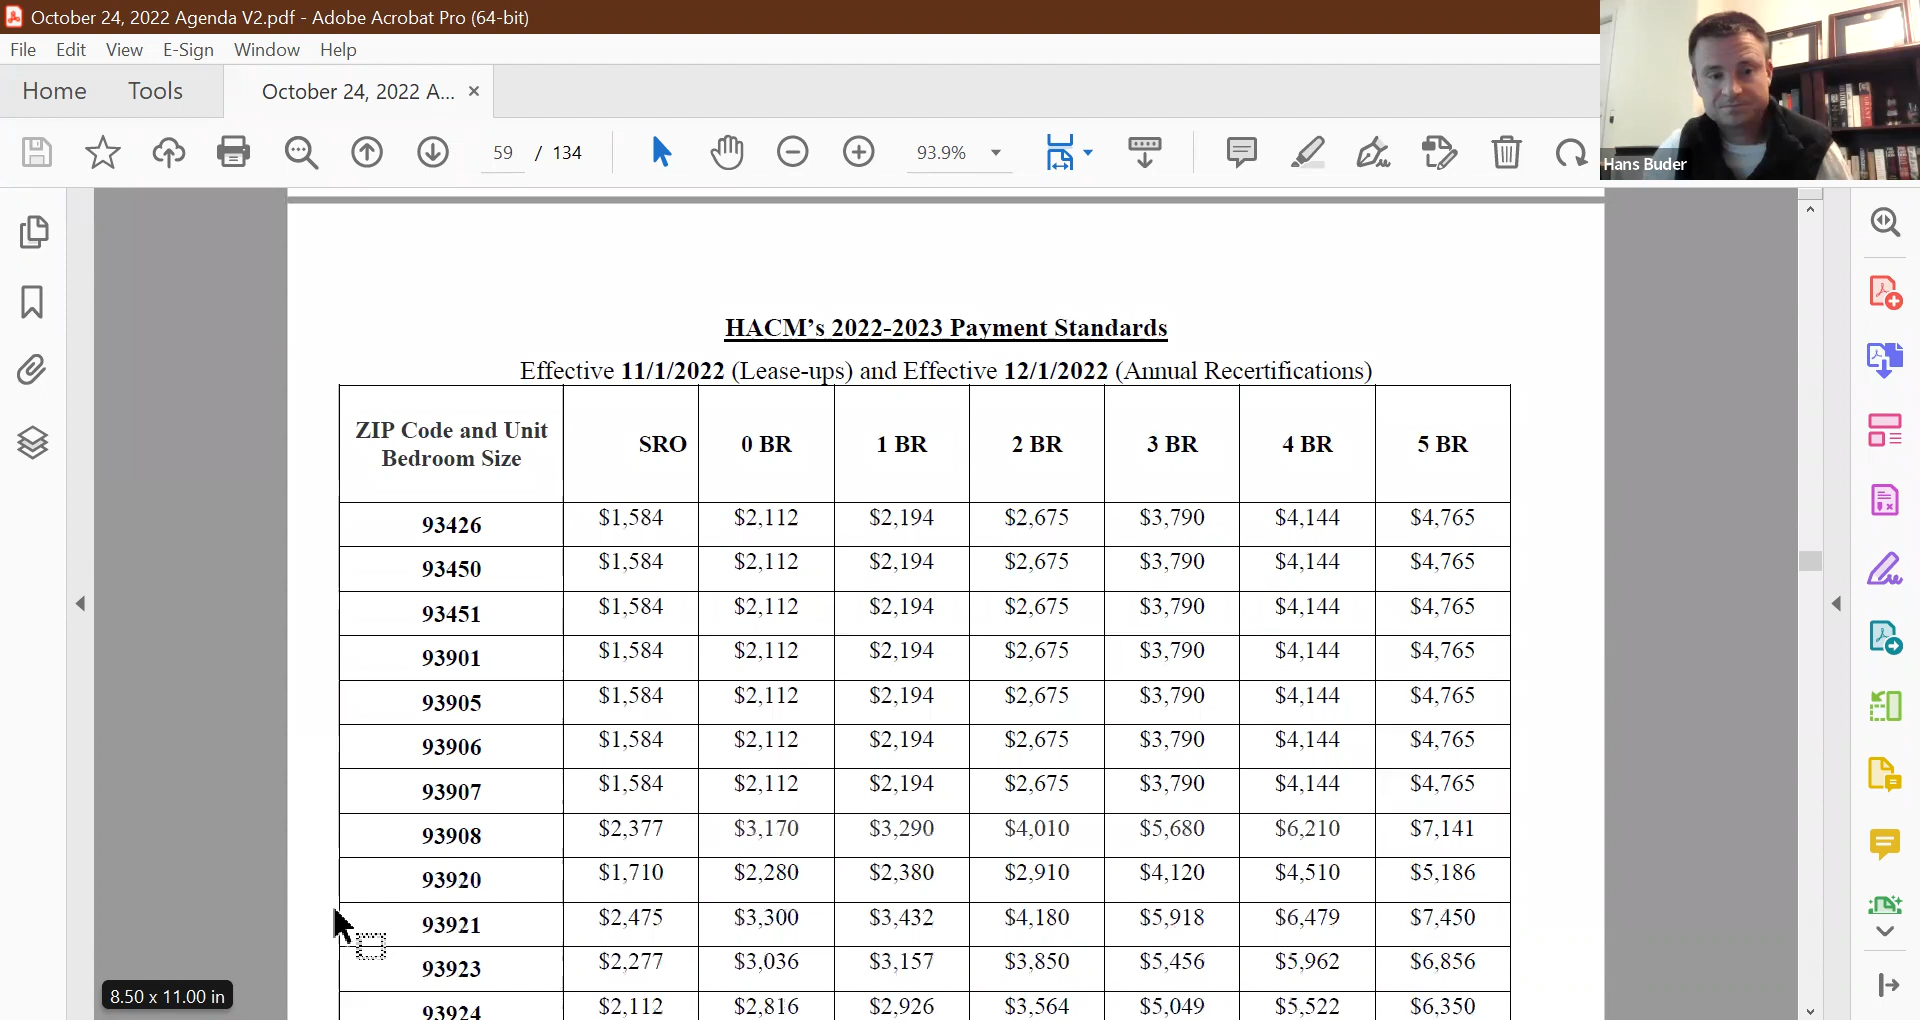 October 24, 2022 Agenda V2.pdf - Adobe Acrobat Pro (64-bit)
File Edit View E-Sign Window Help
Home Tools October 24, 2022 A... ×
59 / 134 93.9%
Hans Buder
HACM's 2022-2023 Payment Standards
Effective 11/1/2022 (Lease-ups) and Effective 12/1/2022 (Annual Recertifications)
ZIP Code and Unit
Bedroom Size
SRO 0 BR 1 BR 2 BR 3 BR 4 BR 5 BR
93426 $1,584 $2,112 $2,194 $2,675 $3,790 $4,144 $4,765
93450 $1,584 $2,112 $2,194 $2,675 $3,790 $4,144 $4,765
93451 $1,584 $2,112 $2,194 $2,675 $3,790 $4,144 $4,765
93901 $1,584 $2,112 $2,194 $2,675 $3,790 $4,144 $4,765
93905 $1,584 $2,112 $2,194 $2,675 $3,790 $4,144 $4,765
93906 $1,584 $2,112 $2,194 $2,675 $3,790 $4,144 $4,765
93907 $1,584 $2,112 $2,194 $2,675 $3,790 $4,144 $4,765
93908 $2,377 $3,170 $3,290 $4,010 $5,680 $6,210 $7,141
93920 $1,710 $2,280 $2,380 $2,910 $4,120 $4,510 $5,186
93921 $2,475 $3,300 $3,432 $4,180 $5,918 $6,479 $7,450
93923 $2,277 $3,036 $3,157 $3,850 $5,456 $5,962 $6,856
93924 $2,112 $2,816 $2,926 $3,564 $5,049 $5,522 $6,350
8.50 x 11.00 in